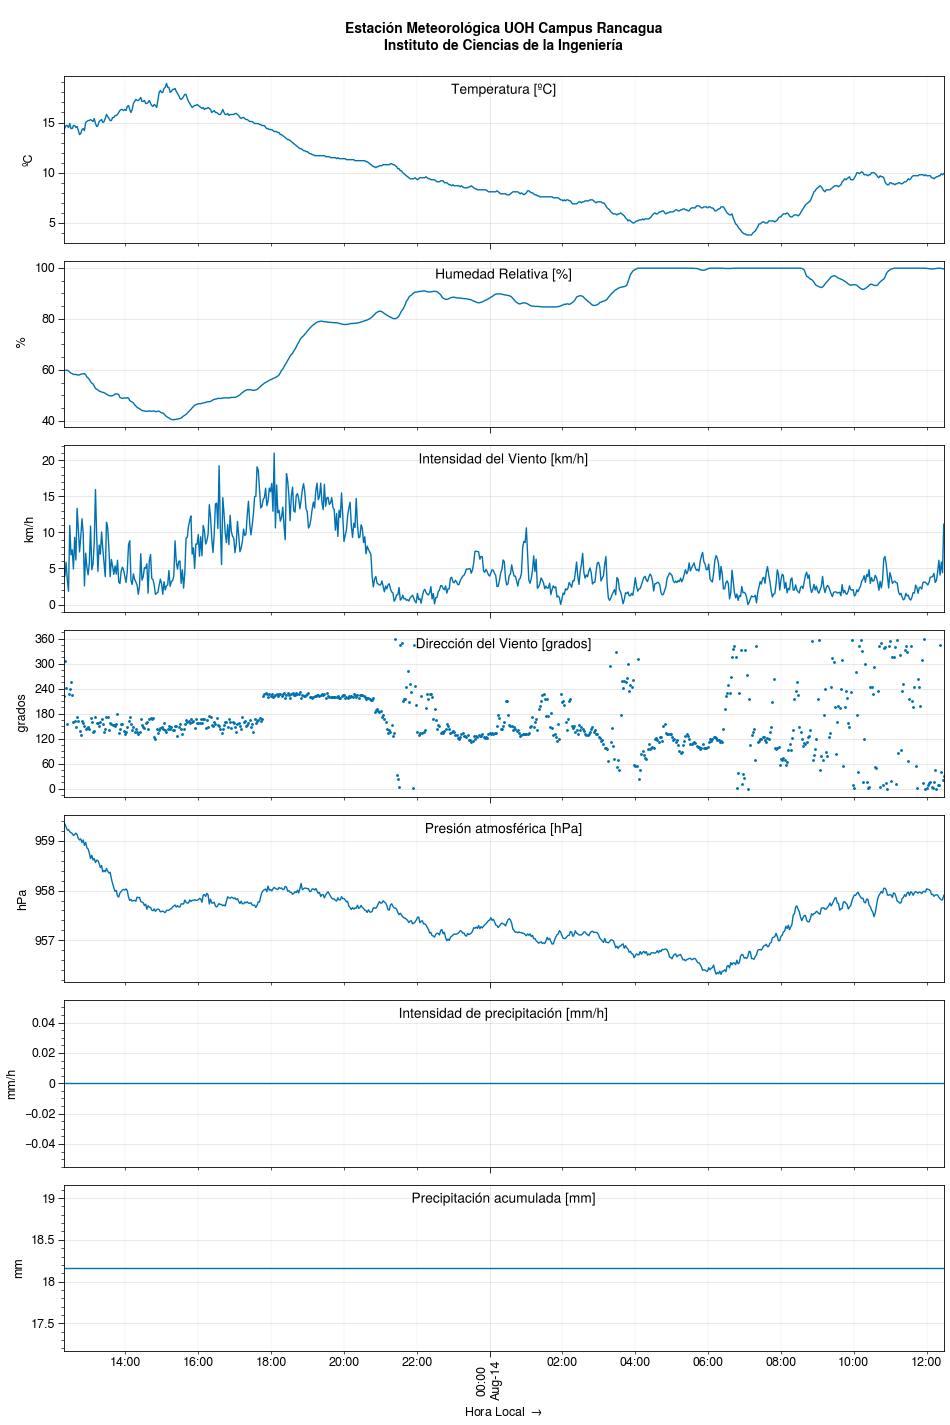 Estación Meteorológica UOH Campus Rancagua
Instituto de Ciencias de la Ingeniería
Temperatura [ºC]
ºC
15
10
5
Humedad Relativa [%]
%
100
80
60
40
Intensidad del Viento [km/h]
km/h
20
15
10
5
0
Dirección del Viento [grados]
grados
360
300
240
180
120
60
0
Presión atmosférica [hPa]
hPa
959
958
957
Intensidad de precipitación [mm/h]
mm/h
0.04
0.02
0
−0.02
−0.04
Precipitación acumulada [mm]
mm
19
18.5
18
17.5
14:00 16:00 18:00 20:00 22:00 00:00 02:00 04:00 06:00 08:00 10:00 12:00
Aug-14
Hora Local →